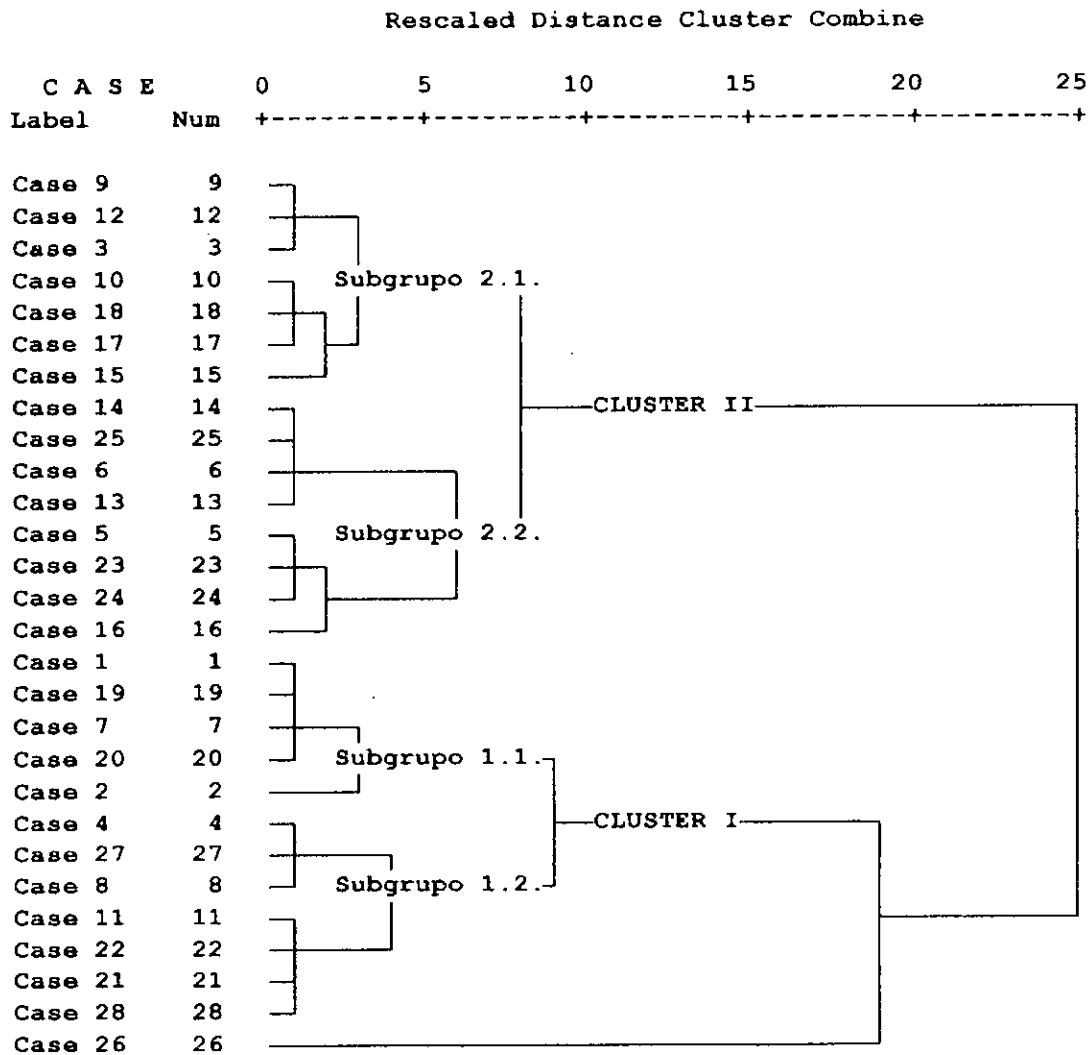 Rescaled Distance Cluster Combine
C A S E 0 5 10 15 20 25
Label Num +---------+---------+---------+---------+---------+
Case 9 9
Case 12 12
Case 3 3
Case 10 10 Subgrupo 2.1.
Case 18 18
Case 17 17
Case 15 15
Case 14 14 CLUSTER II
Case 25 25
Case 6 6
Case 13 13
Case 5 5 Subgrupo 2.2.
Case 23 23
Case 24 24
Case 16 16
Case 1 1
Case 19 19
Case 7 7
Case 20 20 Subgrupo 1.1.
Case 2 2
Case 4 4 CLUSTER I
Case 27 27
Case 8 8 Subgrupo 1.2.
Case 11 11
Case 22 22
Case 21 21
Case 28 28
Case 26 26